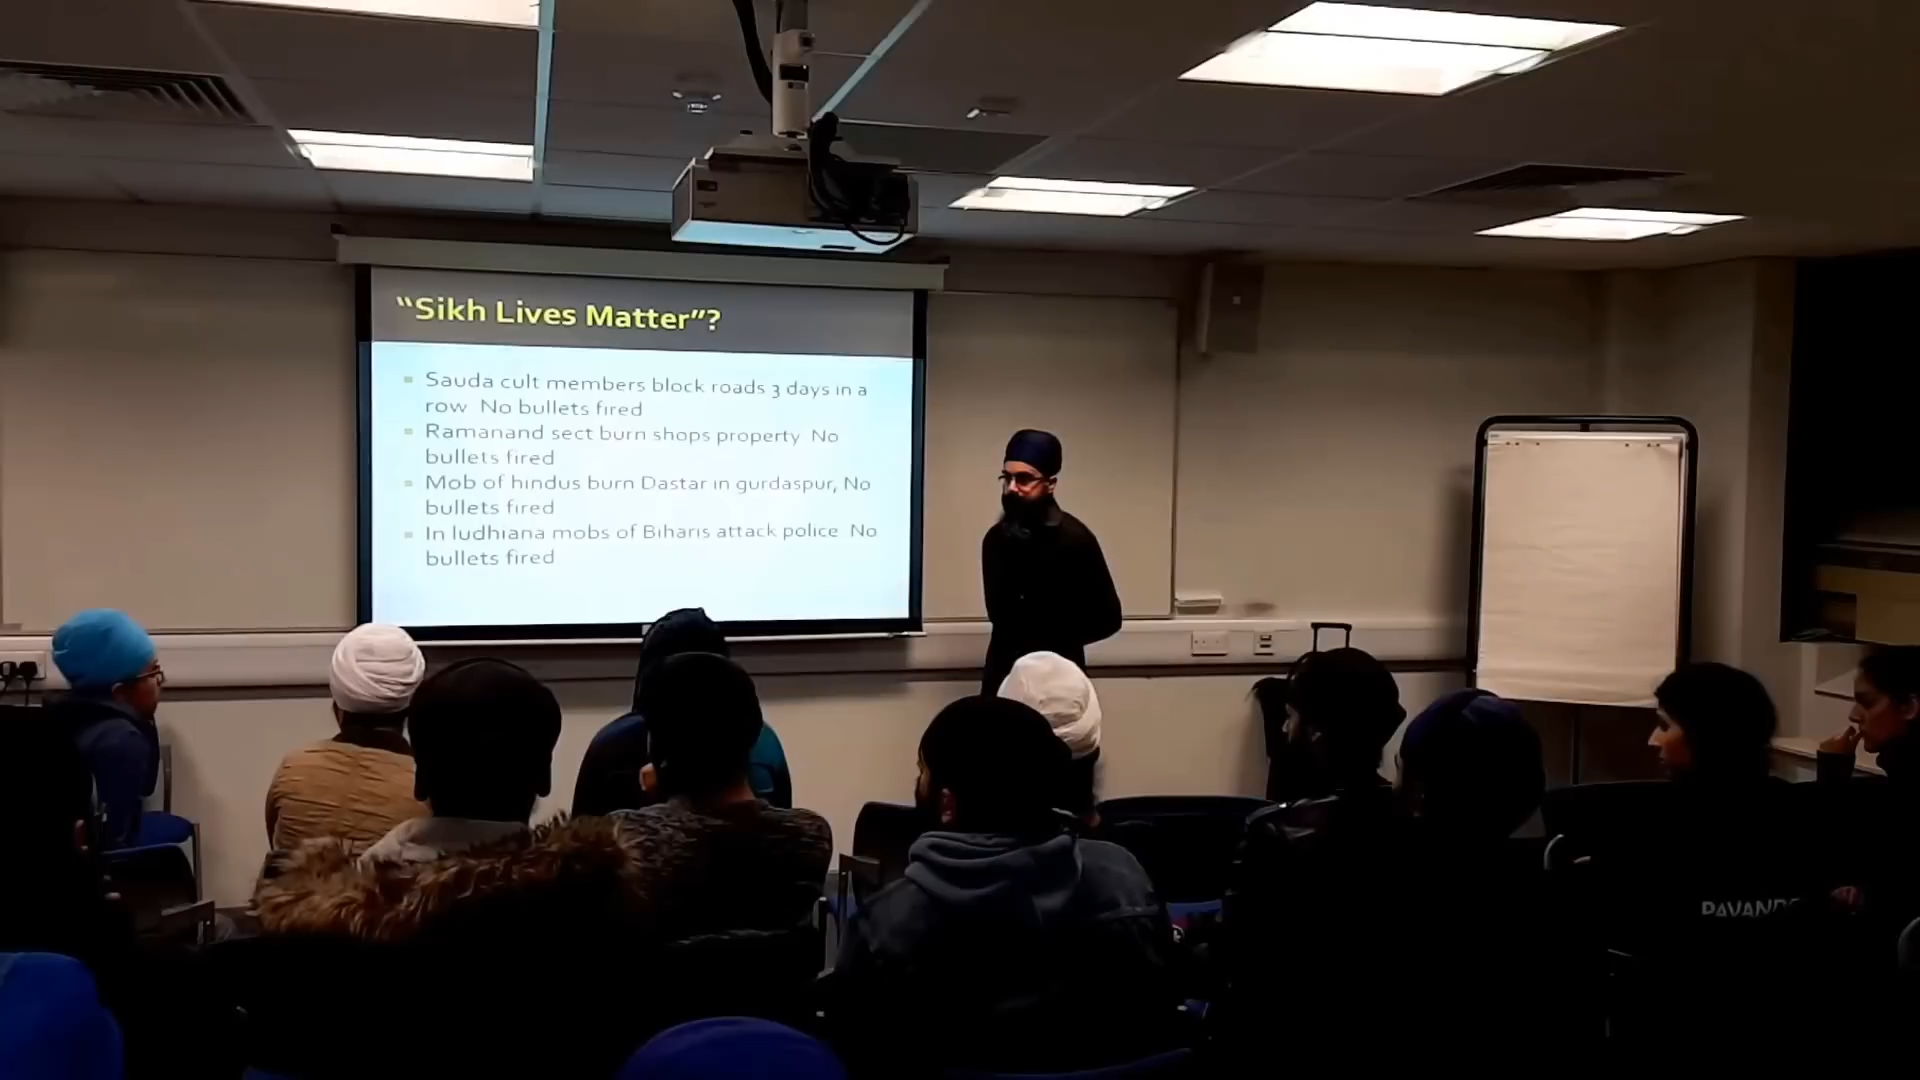 “Sikh Lives Matter”?
Sauda cult members block roads 3 days in a
row No bullets fired
Ramanand sect burn shops property No
bullets fired
Mob of hindus burn Dastar in gurdaspur, No
bullets fired
In ludhiana mobs of Biharis attack police No
bullets fired